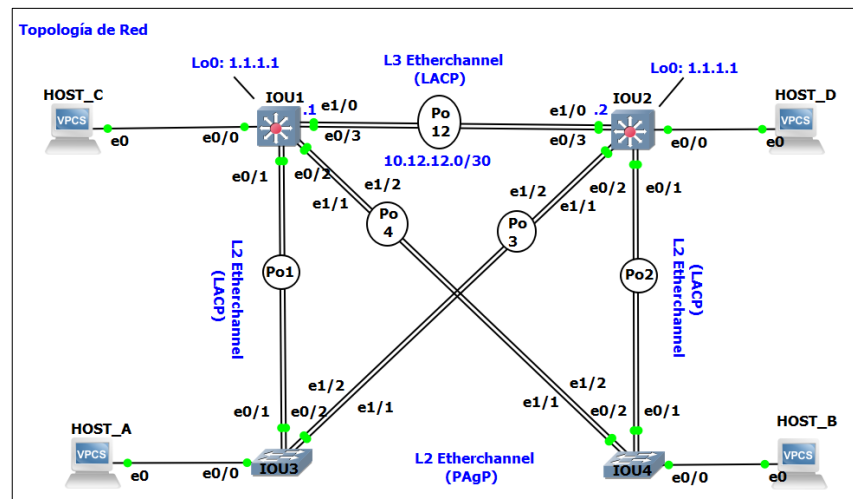 Topología de Red
Lo0: 1.1.1.1
L3 Etherchannel
(LACP)
Lo0: 1.1.1.1
HOST_C
IOU1
e1/0
.1
Po
12
e1/0
.2
IOU2
HOST_D
VPCS
e0
e0/0
e0/3
e0/3
e0/0
e0
VPCS
10.12.12.0/30
e0/1
e0/2
e1/2
e1/1
Po
4
e1/2
e0/2
e1/1
e0/1
Po
3
L2 Etherchannel
(LACP)
Po1
Po2
(LACP)
L2 Etherchannel
e0/1
e0/2
e1/2
e1/1
e1/2
e1/1
e0/2
e0/1
HOST_A
VPCS
e0
e0/0
IOU3
L2 Etherchannel
(PAgP)
IOU4
e0/0
e0
HOST_B
VPCS